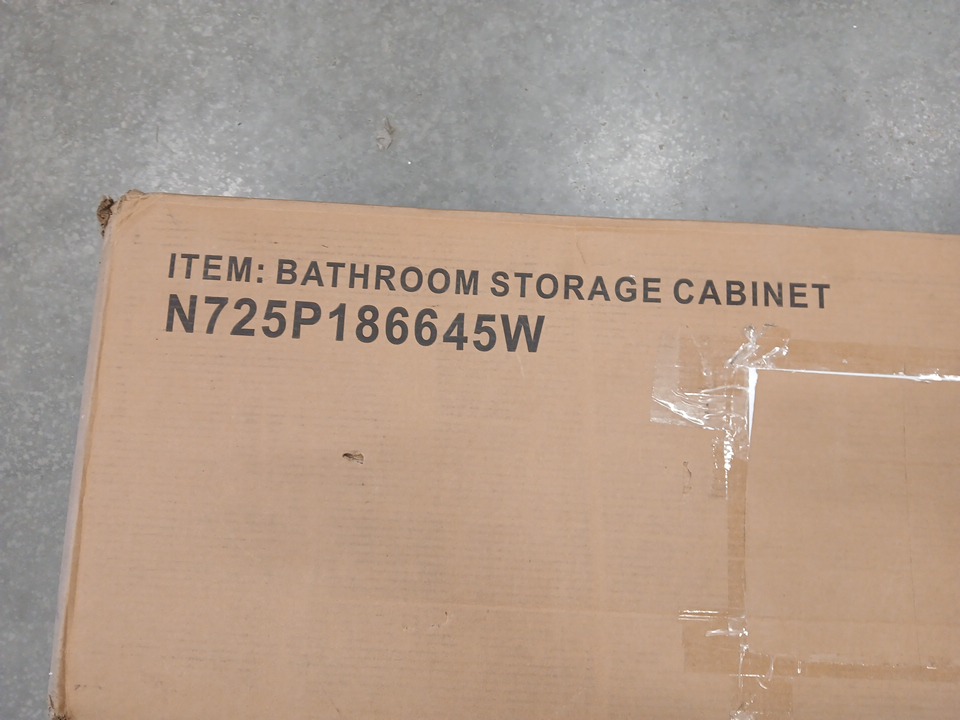 ITEM: BATHROOM STORAGE CABINET
N725P186645W